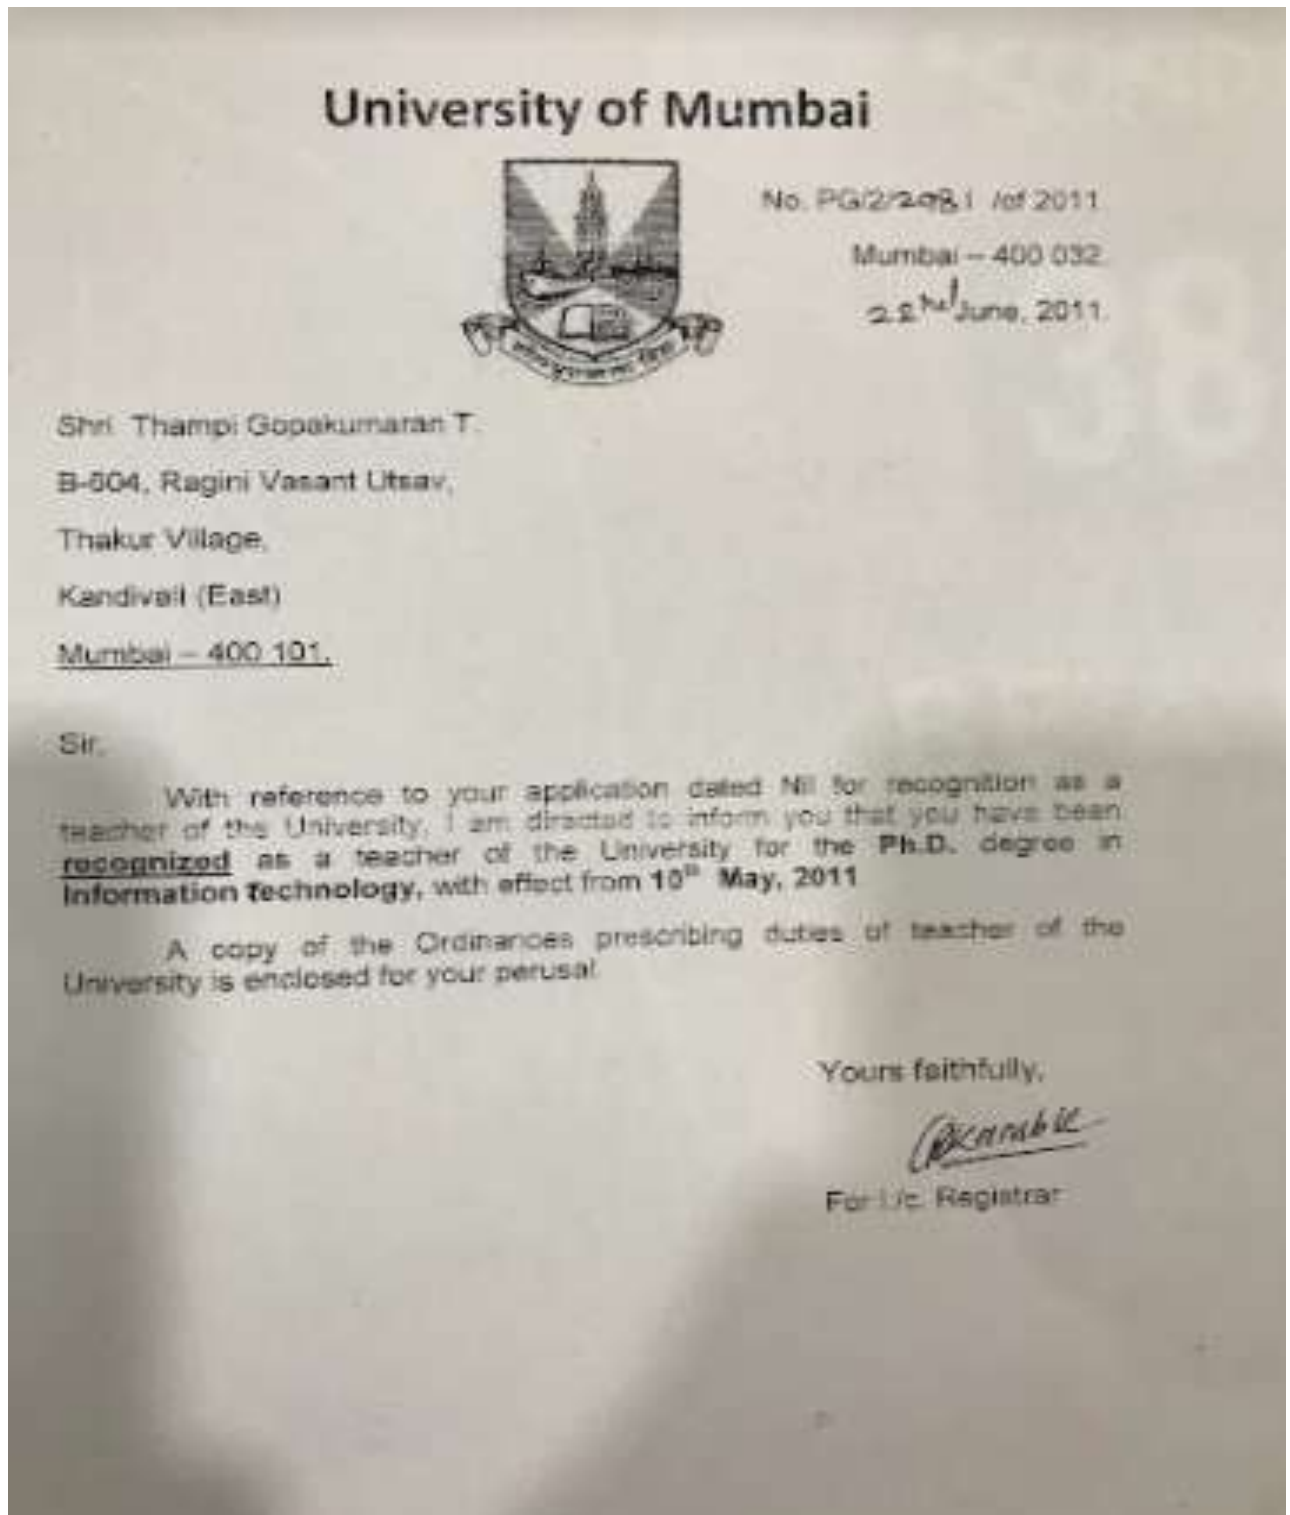 University of Mumbai
No. PG/2/2981 /of 2011.
Mumbai – 400 032.
22nd June, 2011.
Shri. Thampi Gopakumaran T.
B-604, Ragini Vasant Utsav,
Thakur Village,
Kandivali (East)
Mumbai – 400 101.
Sir,
With reference to your application dated Nil for recognition as a
teacher of the University, I am directed to inform you that you have been
recognized as a teacher of the University for the Ph.D. degree in
Information Technology, with effect from 10th May, 2011
A copy of the Ordinances prescribing duties of teacher of the
University is enclosed for your perusal
Yours faithfully,
For I/c. Registrar